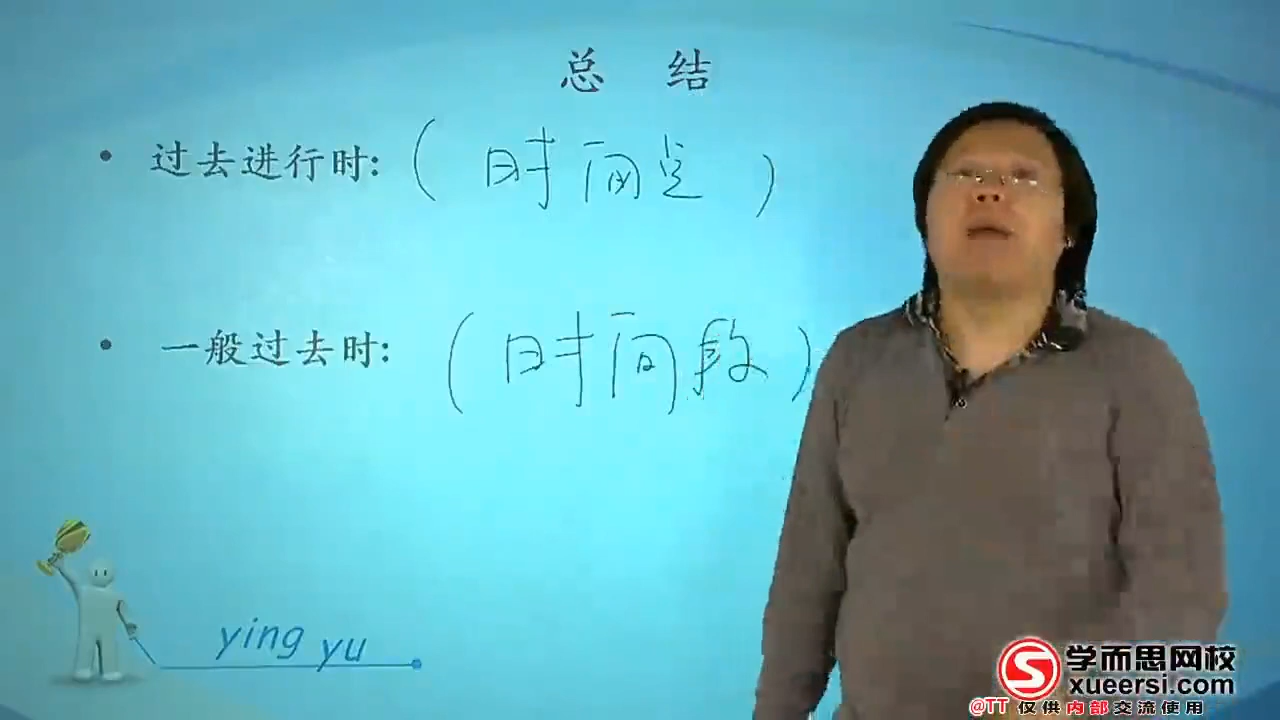 总 结
• 过去进行时: ( 时间点 )
• 一般过去时: ( 时间段 )
ying yu
学而思网校
xueersi.com
@TT 仅供内部交流使用